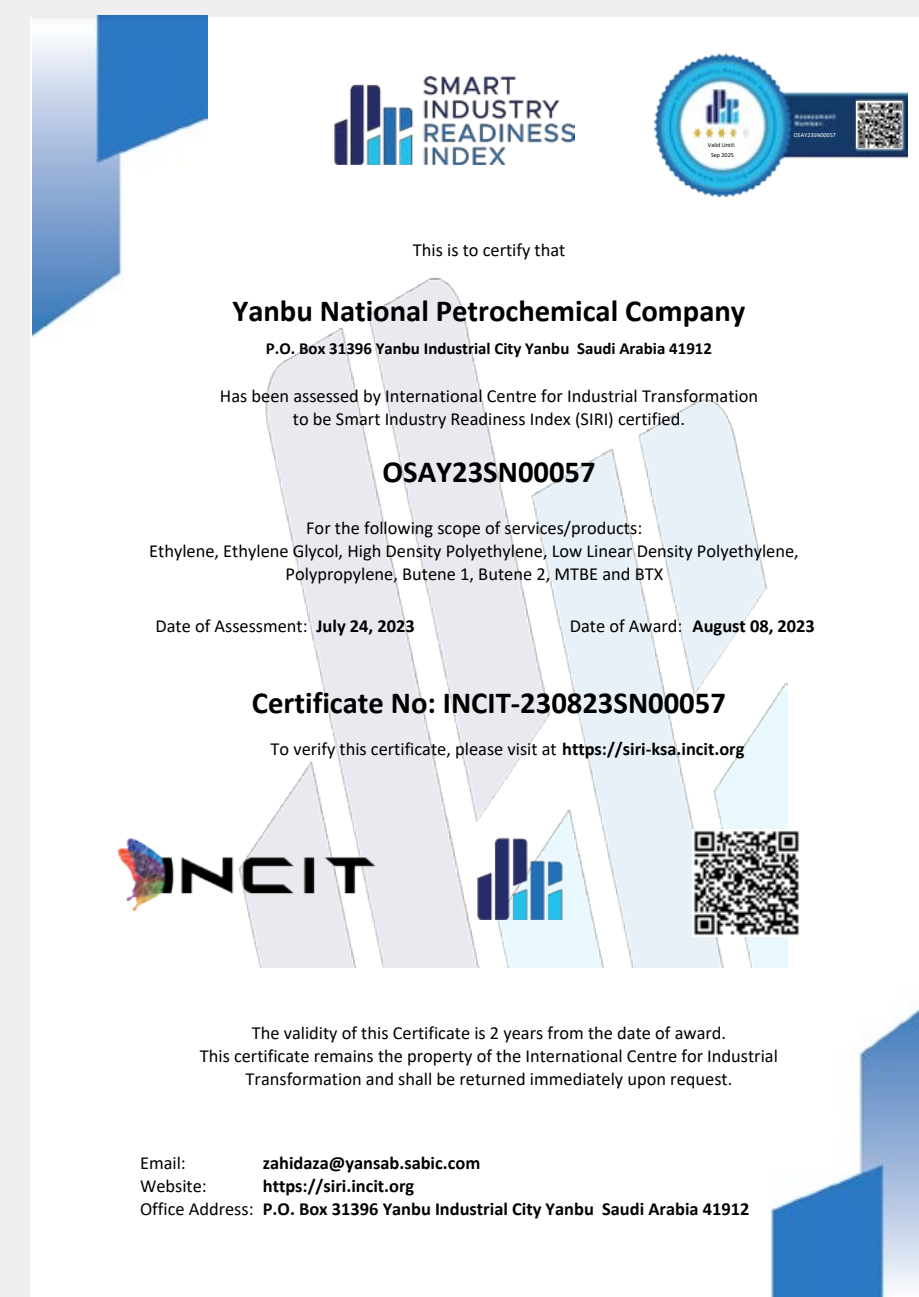 SMART
INDUSTRY
READINESS
INDEX
Assessment
Number:
OSAY23SN00057
Valid Until:
Sep 2025
This is to certify that
Yanbu National Petrochemical Company
P.O. Box 31396 Yanbu Industrial City Yanbu Saudi Arabia 41912
Has been assessed by International Centre for Industrial Transformation
to be Smart Industry Readiness Index (SIRI) certified.
OSAY23SN00057
For the following scope of services/products:
Ethylene, Ethylene Glycol, High Density Polyethylene, Low Linear Density Polyethylene,
Polypropylene, Butene 1, Butene 2, MTBE and BTX
Date of Assessment: July 24, 2023 Date of Award: August 08, 2023
Certificate No: INCIT-230823SN00057
To verify this certificate, please visit at https://siri-ksa.incit.org
INCIT
The validity of this Certificate is 2 years from the date of award.
This certificate remains the property of the International Centre for Industrial
Transformation and shall be returned immediately upon request.
Email: zahidaza@yansab.sabic.com
Website: https://siri.incit.org
Office Address: P.O. Box 31396 Yanbu Industrial City Yanbu Saudi Arabia 41912